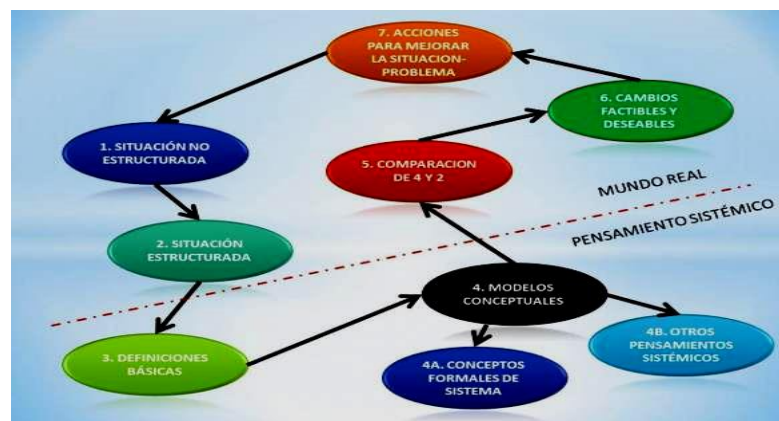 7. ACCIONES
PARA MEJORAR
LA SITUACION-
PROBLEMA
6. CAMBIOS
FACTIBLES Y
DESEABLES
1. SITUACIÓN NO
ESTRUCTURADA
5. COMPARACION
DE 4 Y 2
MUNDO REAL
PENSAMIENTO SISTÉMICO
2. SITUACIÓN
ESTRUCTURADA
4. MODELOS
CONCEPTUALES
3. DEFINICIONES
BÁSICAS
4A. CONCEPTOS
FORMALES DE
SISTEMA
4B. OTROS
PENSAMIENTOS
SISTÉMICOS